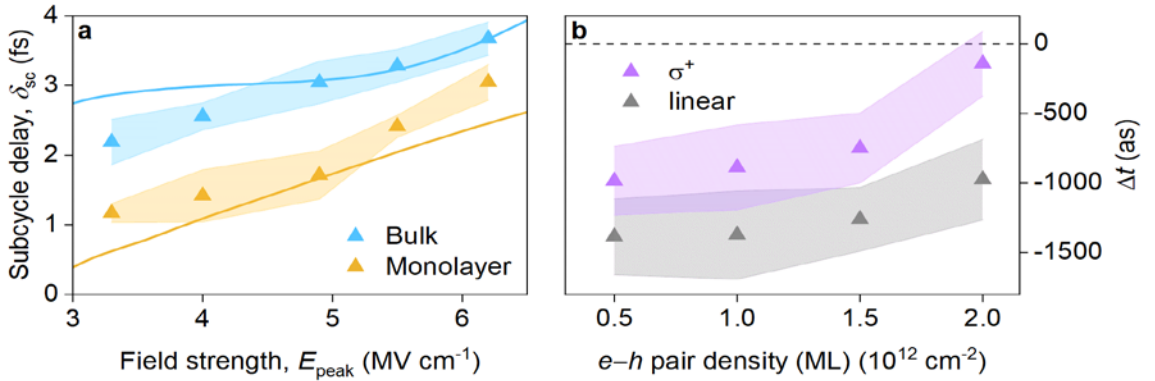 a
4
3
2
1
0
Subcycle delay, δsc (fs)
Bulk
Monolayer
3 4 5 6
Field strength, Epeak (MV cm-1)
b
σ+
linear
0
-500
-1000
-1500
Δt (as)
0.5 1.0 1.5 2.0
e–h pair density (ML) (10^12 cm-2)